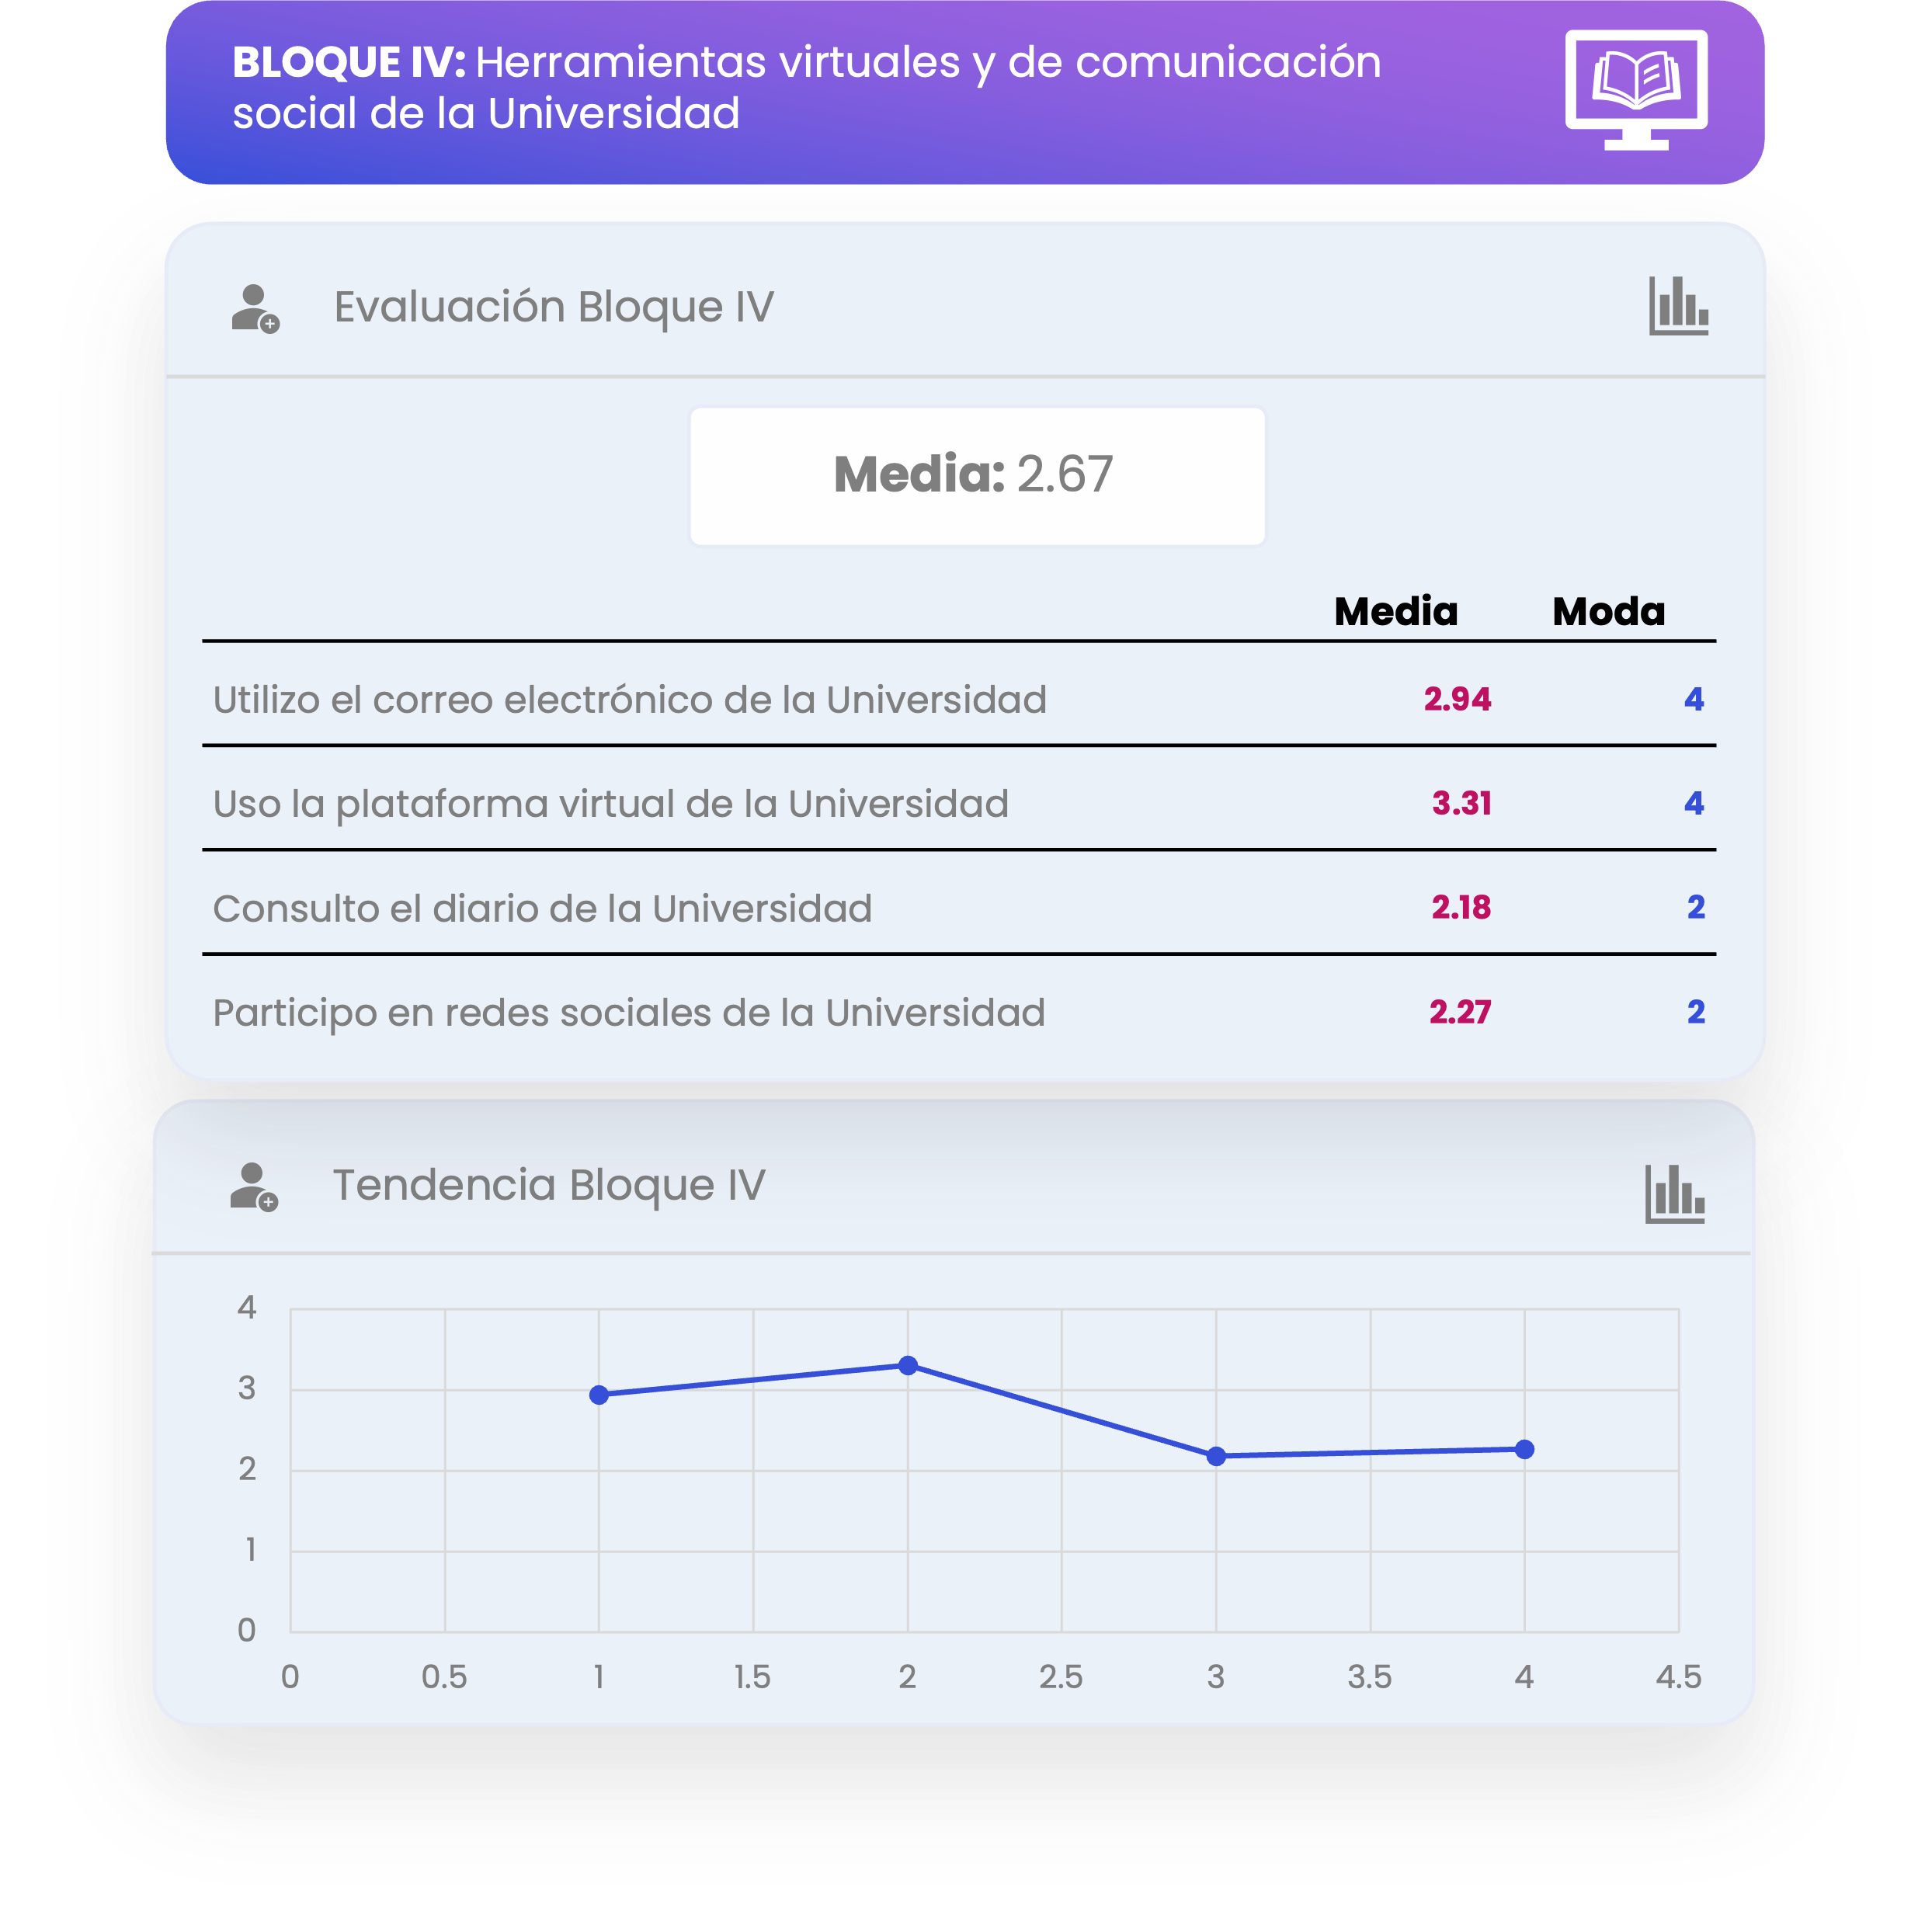 BLOQUE IV: Herramientas virtuales y de comunicación
social de la Universidad
Evaluación Bloque IV
Media: 2.67
Media Moda
Utilizo el correo electrónico de la Universidad 2.94 4
Uso la plataforma virtual de la Universidad 3.31 4
Consulto el diario de la Universidad 2.18 2
Participo en redes sociales de la Universidad 2.27 2
Tendencia Bloque IV
4
3
2
1
0
0 0.5 1 1.5 2 2.5 3 3.5 4 4.5